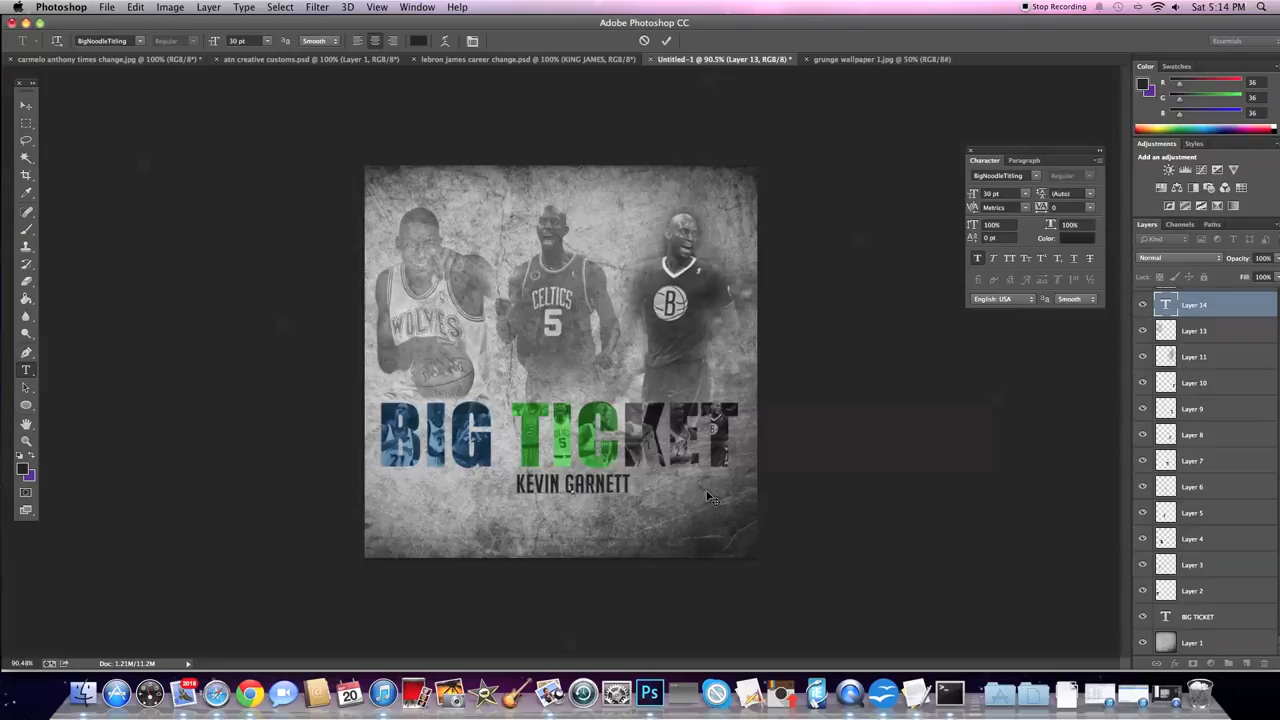 Photoshop File Edit Image Layer Type Select Filter 3D View Window Help
Stop Recording
Sat 5:14 PM
Adobe Photoshop CC
BigNoodleTitling Regular 30 pt Smooth Essentials
carmelo anthony times change.jpg @ 100% (RGB/8*) *
atn creative customs.psd @ 100% (Layer 1, RGB/8*)
lebron james career change.psd @ 100% (KING JAMES, RGB/8*)
Untitled-1 @ 90.5% (Layer 13, RGB/8) *
grunge wallpaper 1.jpg @ 50% (RGB/8#)
WOLVES
CELTICS
5
B
BIG TICKET
KEVIN GARNETT
Character Paragraph
BigNoodleTitling Regular
30 pt (Auto)
Metrics 0
100% 100%
0 pt Color:
English: USA Smooth
Color Swatches
R 36
G 36
B 36
Adjustments Styles
Add an adjustment
Layers Channels Paths
Kind
Normal Opacity: 100%
Lock: Fill: 100%
Layer 14
Layer 13
Layer 11
Layer 10
Layer 9
Layer 8
Layer 7
Layer 6
Layer 5
Layer 4
Layer 3
Layer 2
BIG TICKET
Layer 1
90.48% Doc: 1.21M/11.2M
2018
20
Ps